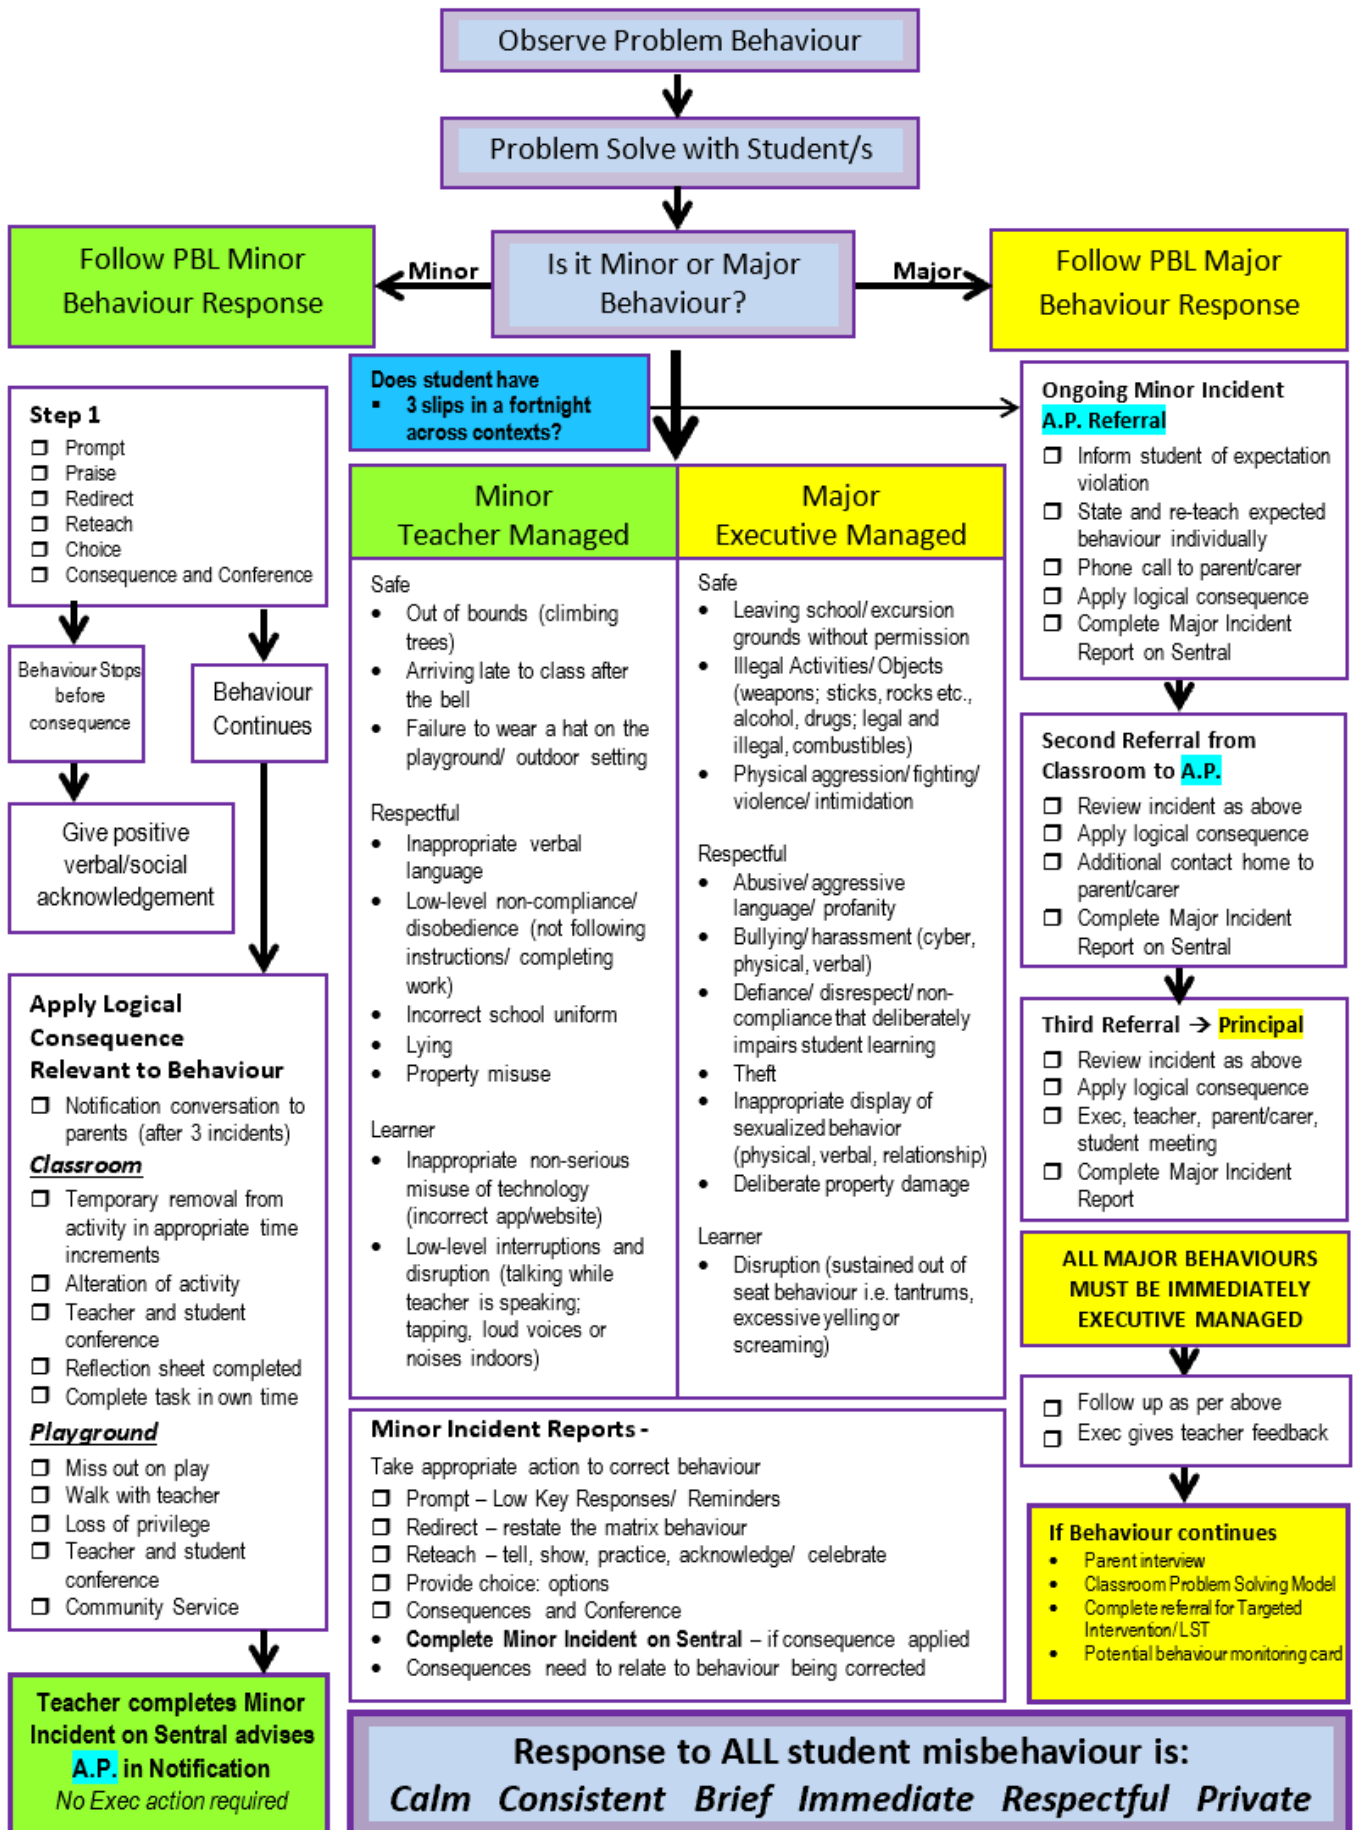 Observe Problem Behaviour
Problem Solve with Student/s
Is it Minor or Major
Behaviour?
Minor
Major
Follow PBL Minor
Behaviour Response
Follow PBL Major
Behaviour Response
Step 1
❒ Prompt
❒ Praise
❒ Redirect
❒ Reteach
❒ Choice
❒ Consequence and Conference
Behaviour Stops
before
consequence
Behaviour
Continues
Give positive
verbal/social
acknowledgement
Apply Logical
Consequence
Relevant to Behaviour
❒ Notification conversation to
parents (after 3 incidents)
Classroom
❒ Temporary removal from
activity in appropriate time
increments
❒ Alteration of activity
❒ Teacher and student
conference
❒ Reflection sheet completed
❒ Complete task in own time
Playground
❒ Miss out on play
❒ Walk with teacher
❒ Loss of privilege
❒ Teacher and student
conference
❒ Community Service
Teacher completes Minor
Incident on Sentral advises
A.P. in Notification
No Exec action required
Does student have
▪ 3 slips in a fortnight
across contexts?
Minor
Teacher Managed
Safe
• Out of bounds (climbing
trees)
• Arriving late to class after
the bell
• Failure to wear a hat on the
playground/ outdoor setting
Respectful
• Inappropriate verbal
language
• Low-level non-compliance/
disobedience (not following
instructions/ completing
work)
• Incorrect school uniform
• Lying
• Property misuse
Learner
• Inappropriate non-serious
misuse of technology
(incorrect app/website)
• Low-level interruptions and
disruption (talking while
teacher is speaking;
tapping, loud voices or
noises indoors)
Major
Executive Managed
Safe
• Leaving school/ excursion
grounds without permission
• Illegal Activities/ Objects
(weapons; sticks, rocks etc.,
alcohol, drugs; legal and
illegal, combustibles)
• Physical aggression/ fighting/
violence/ intimidation
Respectful
• Abusive/ aggressive
language/ profanity
• Bullying/ harassment (cyber,
physical, verbal)
• Defiance/ disrespect/ non-
compliance that deliberately
impairs student learning
• Theft
• Inappropriate display of
sexualized behavior
(physical, verbal, relationship)
• Deliberate property damage
Learner
• Disruption (sustained out of
seat behaviour i.e. tantrums,
excessive yelling or
screaming)
Minor Incident Reports -
Take appropriate action to correct behaviour
❒ Prompt – Low Key Responses/ Reminders
❒ Redirect – restate the matrix behaviour
❒ Reteach – tell, show, practice, acknowledge/ celebrate
❒ Provide choice: options
❒ Consequences and Conference
• Complete Minor Incident on Sentral – if consequence applied
• Consequences need to relate to behaviour being corrected
Ongoing Minor Incident
A.P. Referral
❒ Inform student of expectation
violation
❒ State and re-teach expected
behaviour individually
❒ Phone call to parent/carer
❒ Apply logical consequence
❒ Complete Major Incident
Report on Sentral
Second Referral from
Classroom to A.P.
❒ Review incident as above
❒ Apply logical consequence
❒ Additional contact home to
parent/carer
❒ Complete Major Incident
Report on Sentral
Third Referral → Principal
❒ Review incident as above
❒ Apply logical consequence
❒ Exec, teacher, parent/carer,
student meeting
❒ Complete Major Incident
Report
ALL MAJOR BEHAVIOURS
MUST BE IMMEDIATELY
EXECUTIVE MANAGED
❒ Follow up as per above
❒ Exec gives teacher feedback
If Behaviour continues
• Parent interview
• Classroom Problem Solving Model
• Complete referral for Targeted
Intervention/ LST
• Potential behaviour monitoring card
Response to ALL student misbehaviour is:
Calm Consistent Brief Immediate Respectful Private